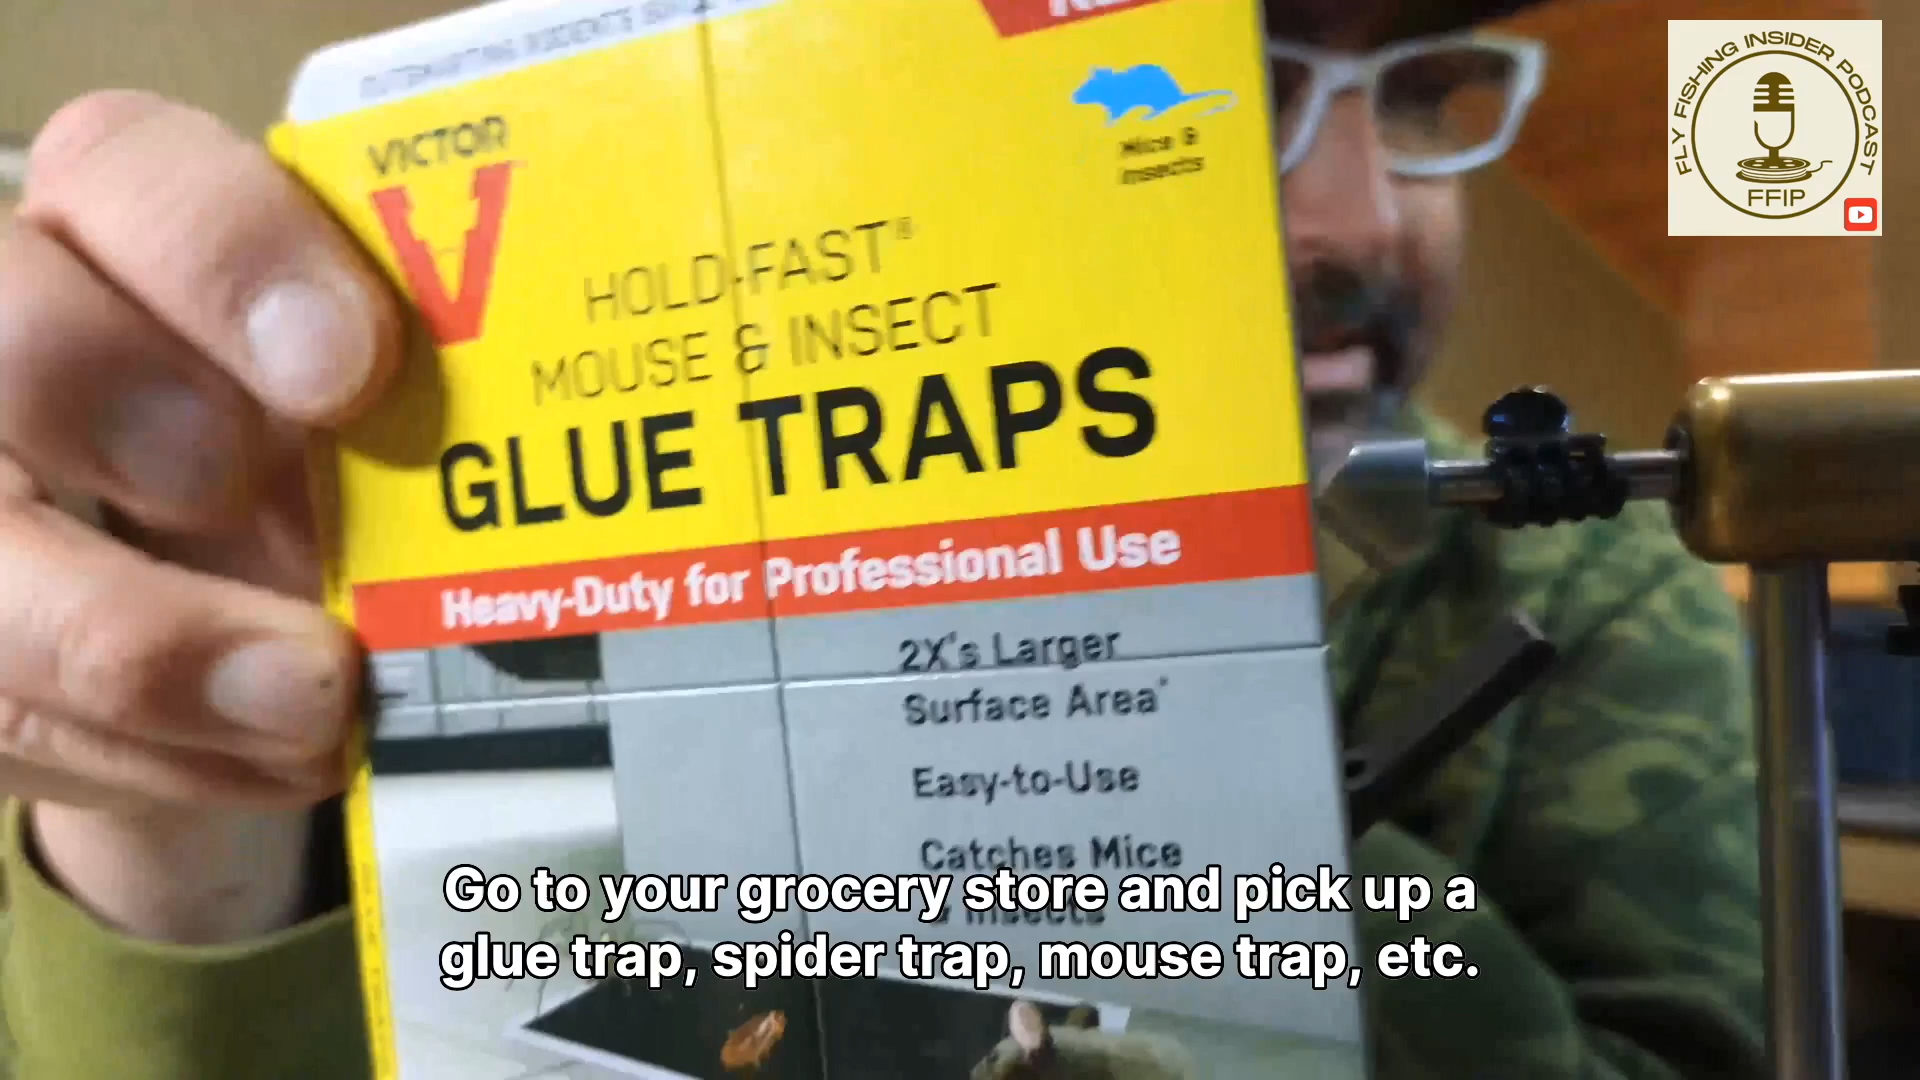 VICTOR
V
Mice &
Insects
HOLD-FAST®
MOUSE & INSECT
GLUE TRAPS
Heavy-Duty for Professional Use
2X's Larger
Surface Area*
Easy-to-Use
Catches Mice
& Insects
Go to your grocery store and pick up a
glue trap, spider trap, mouse trap, etc.
FLY FISHING INSIDER PODCAST
FFIP